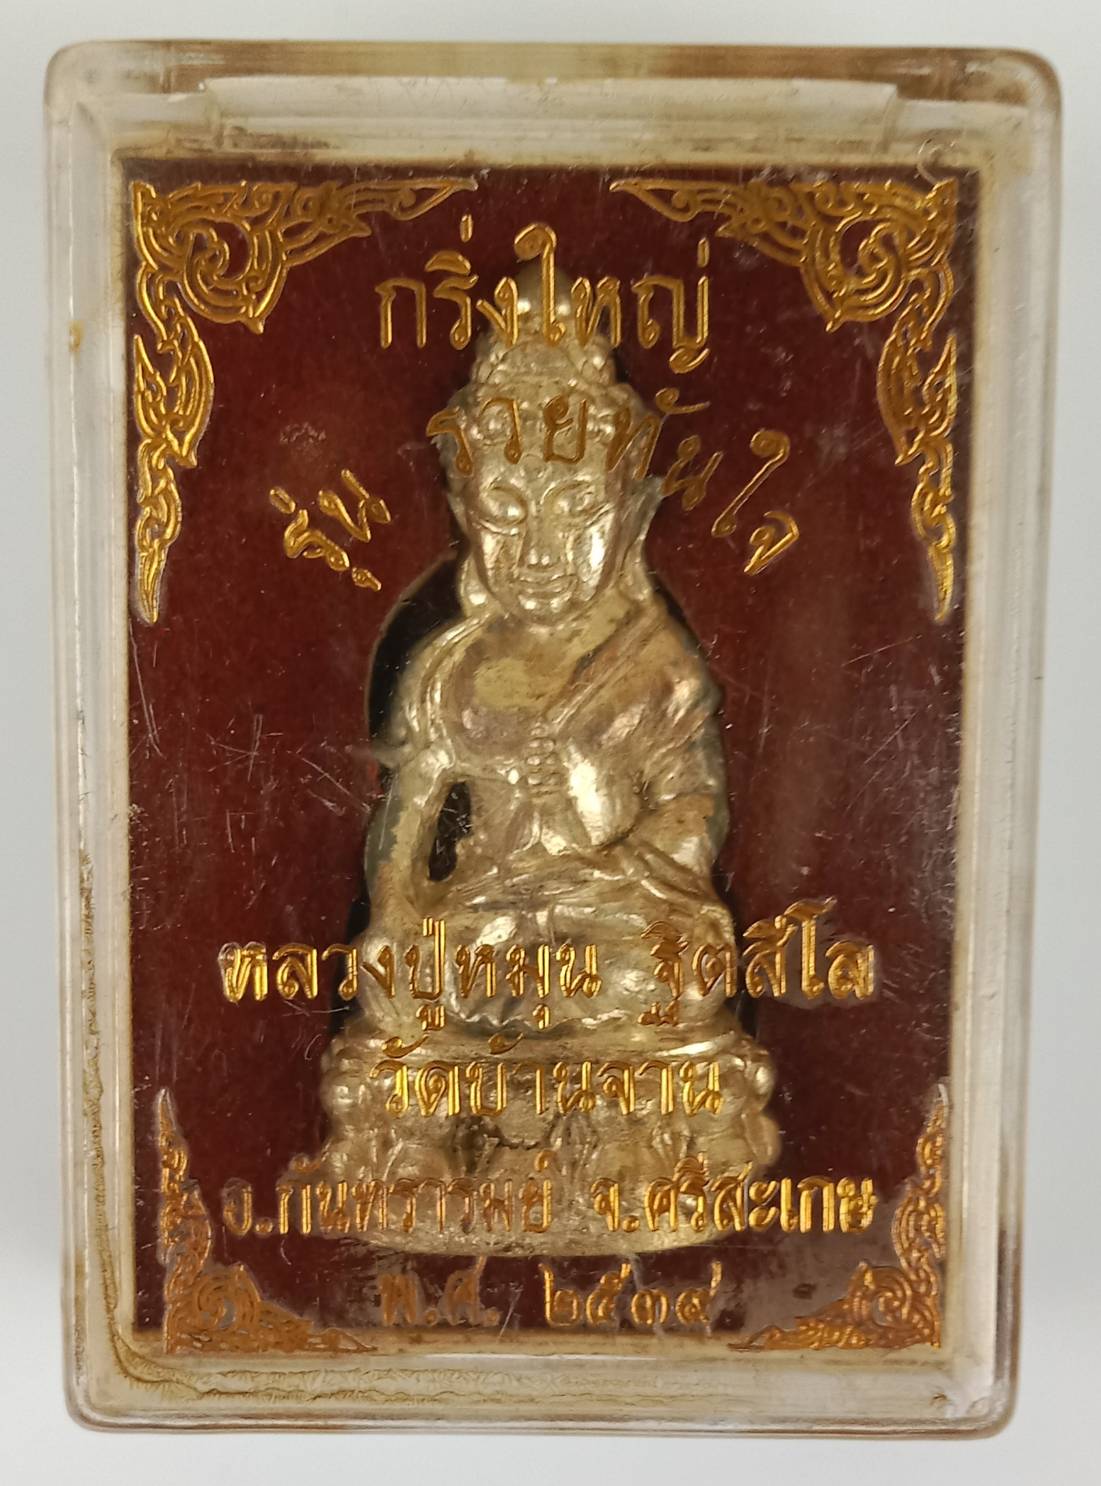 กริ่งใหญ่
รุ่น รวยทันใจ
หลวงปู่หมุน ฐิตสีโล
วัดบ้านจาน
อ.กันทรารมย์ จ.ศรีสะเกษ
พ.ศ. ๒๕๓๙